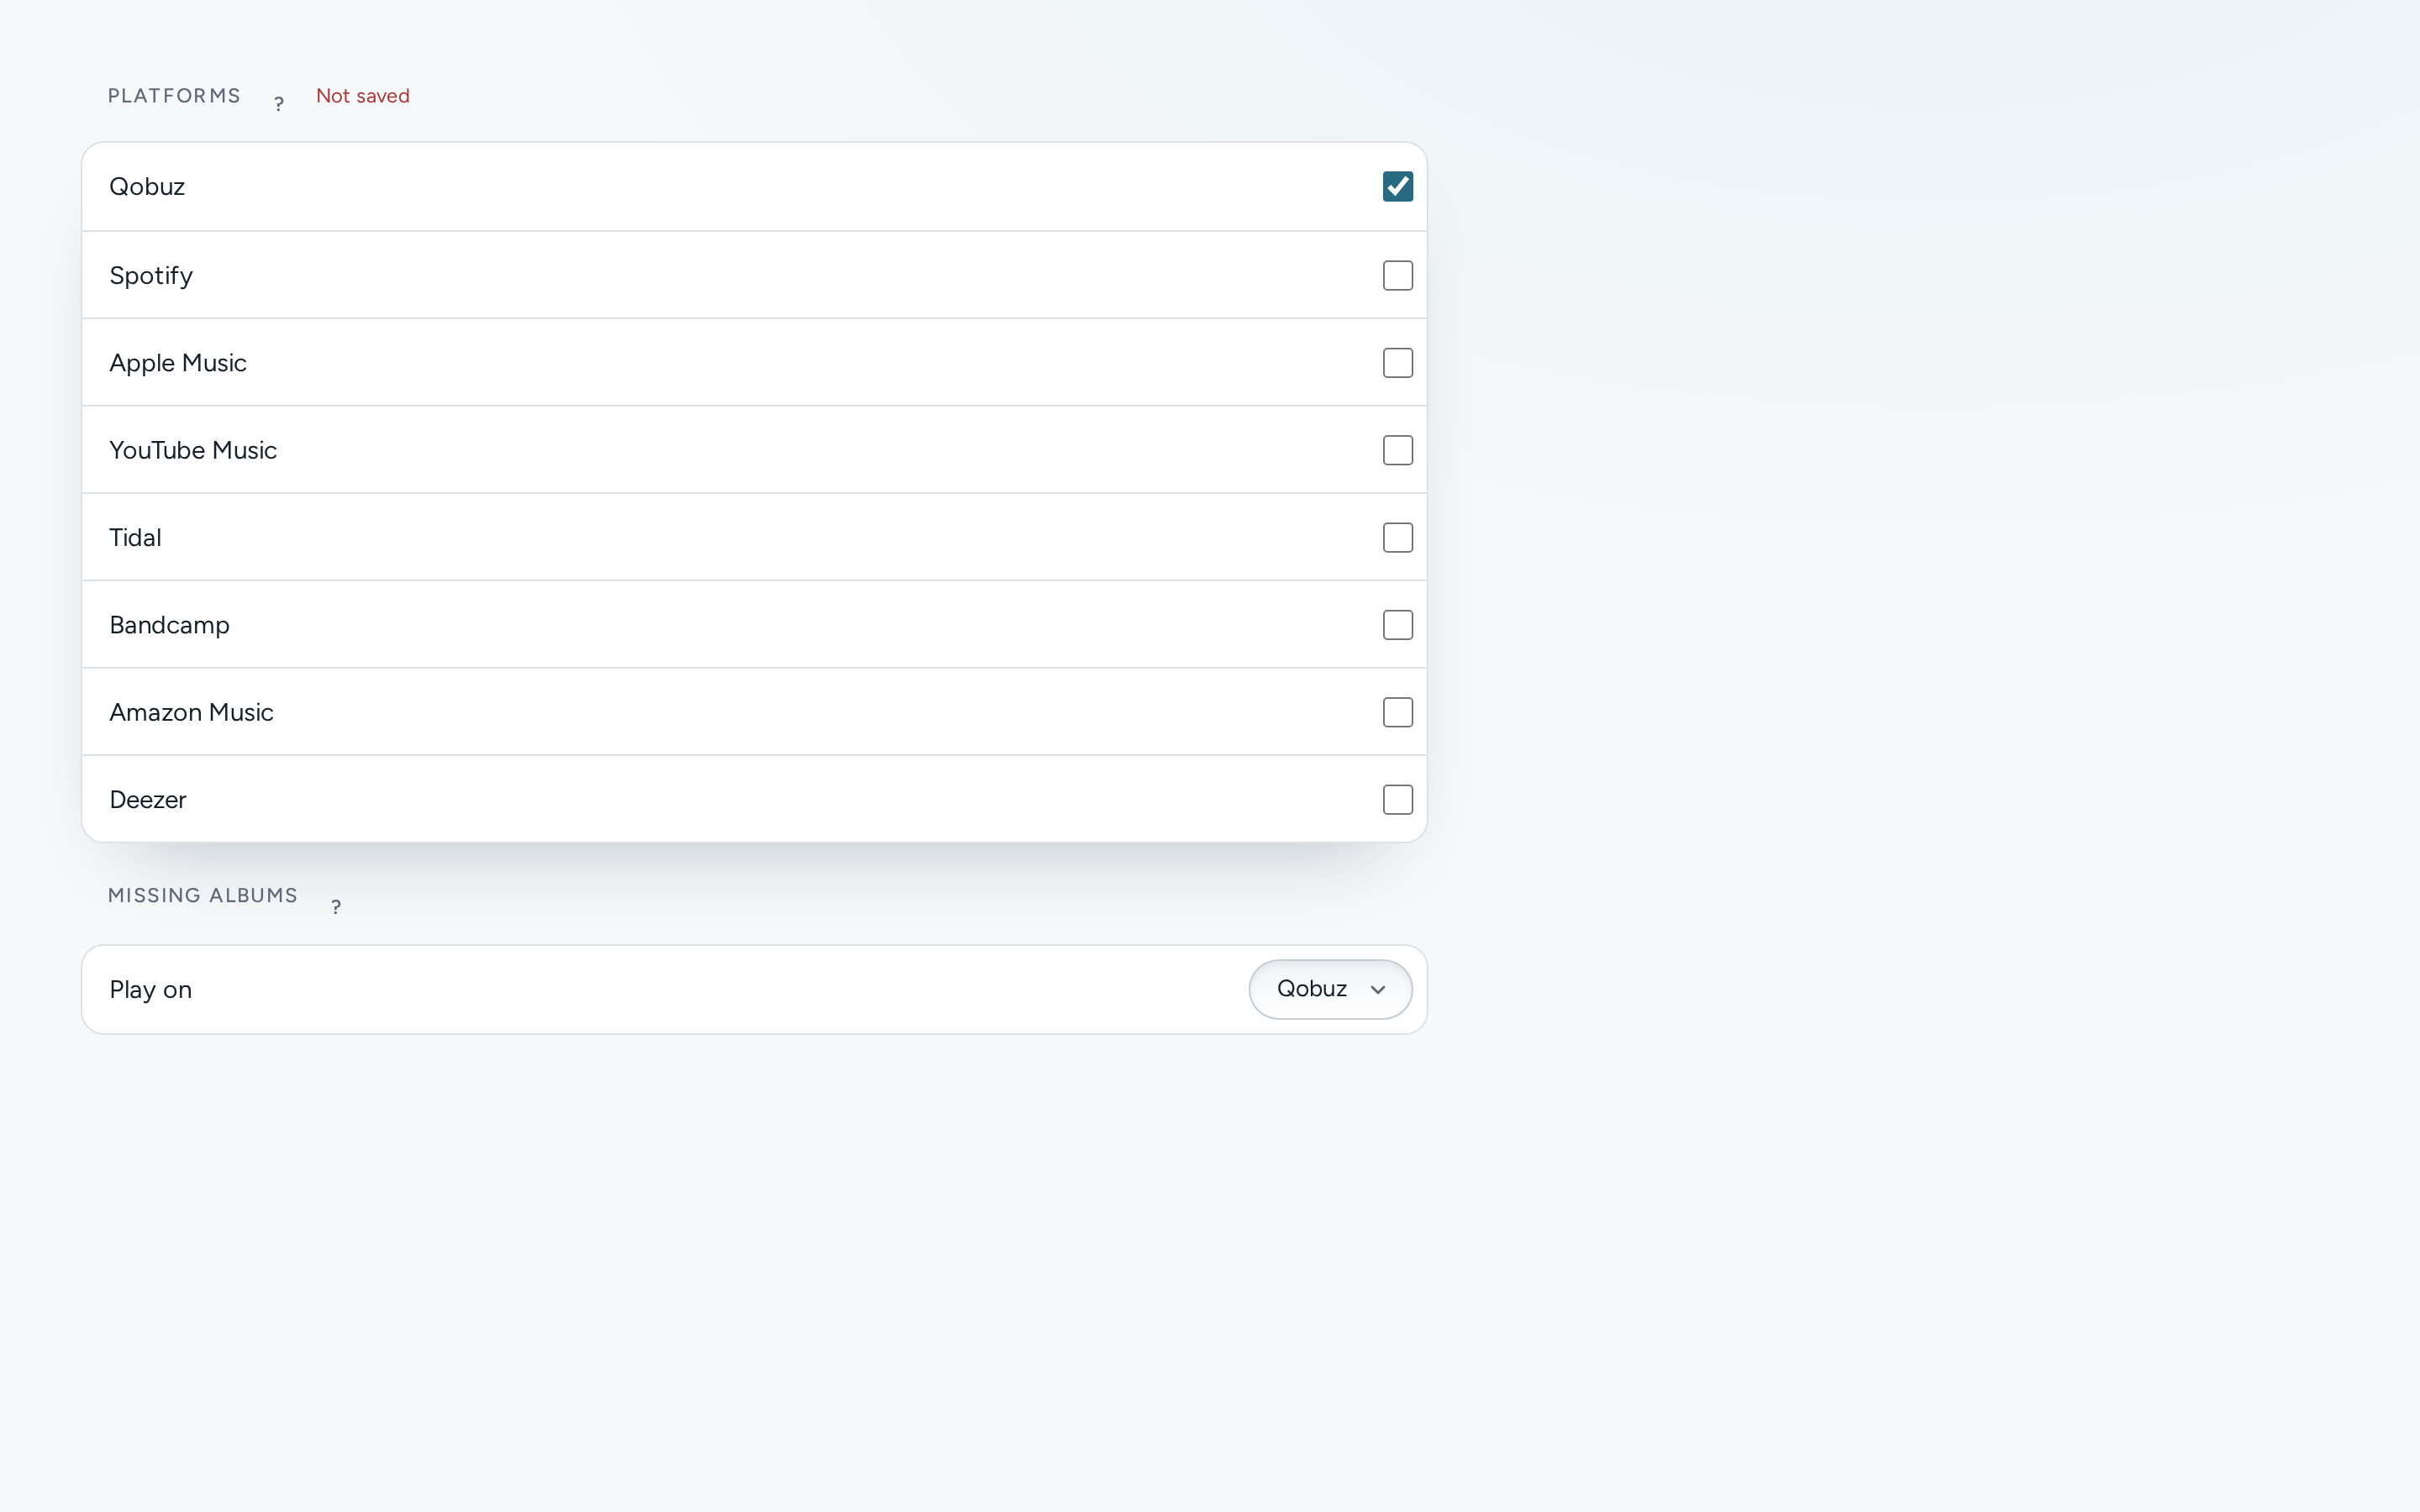 PLATFORMS ? Not saved
Qobuz
Spotify
Apple Music
YouTube Music
Tidal
Bandcamp
Amazon Music
Deezer
MISSING ALBUMS ?
Play on Qobuz